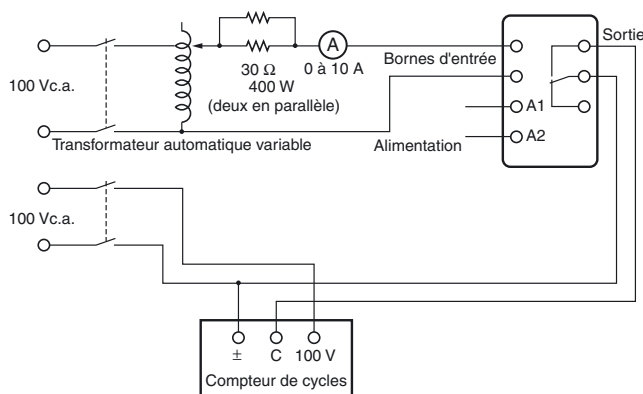 Sortie
A
Bornes d'entrée
30 Ω
0 à 10 A
100 Vc.a.
400 W
(deux en parallèle)
A1
Transformateur automatique variable
Alimentation
A2
100 Vc.a.
± C 100 V
Compteur de cycles